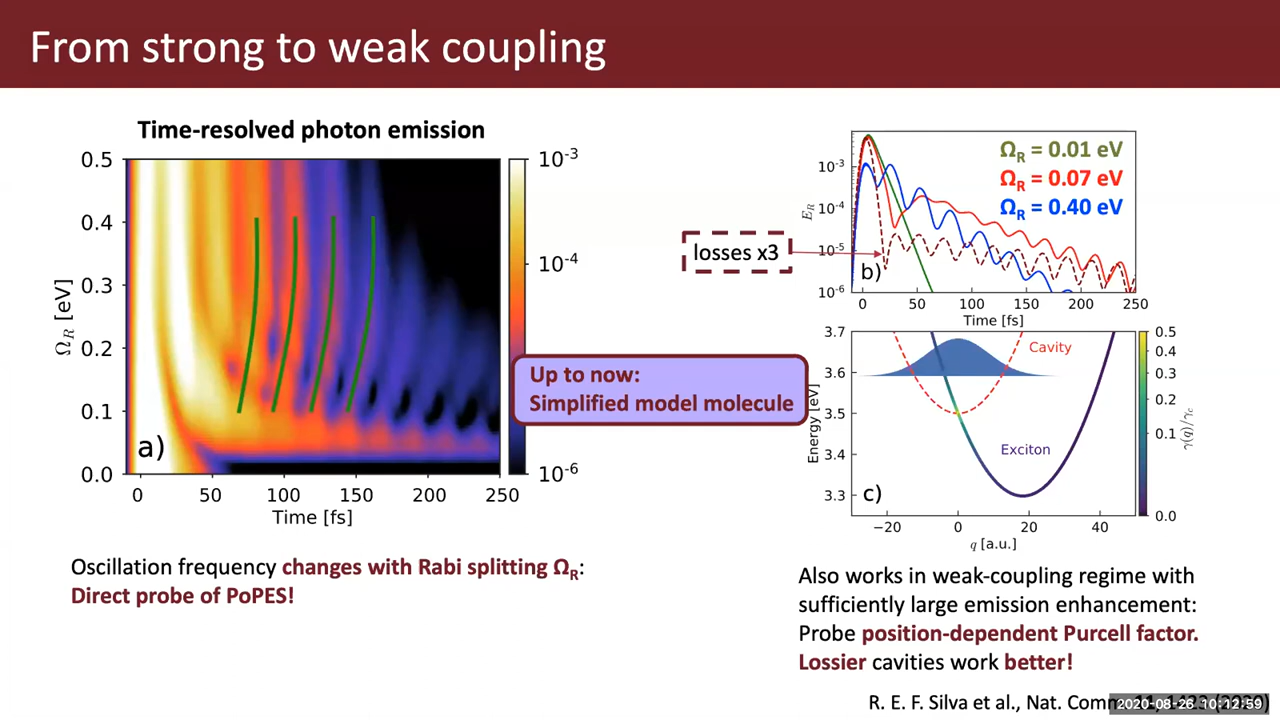 From strong to weak coupling
Time-resolved photon emission
0.5
0.4
0.3
0.2
0.1
0.0
Ω_R [eV]
a)
0
50
100
150
200
250
Time [fs]
10^-3
10^-4
10^-6
Up to now:
Simplified model molecule
losses x3
Ω_R = 0.01 eV
Ω_R = 0.07 eV
Ω_R = 0.40 eV
10^-3
10^-4
10^-5
10^-6
E_R
b)
0
50
100
150
200
250
Time [fs]
3.7
3.6
3.5
3.4
3.3
Energy [eV]
Cavity
Exciton
c)
−20
0
20
40
q [a.u.]
0.5
0.4
0.3
0.2
0.1
0.0
γ(q)/γ_c
Oscillation frequency changes with Rabi splitting Ω_R:
Direct probe of PoPES!
Also works in weak-coupling regime with
sufficiently large emission enhancement:
Probe position-dependent Purcell factor.
Lossier cavities work better!
R. E. F. Silva et al., Nat. Comm
2020-08-26 10:12:59